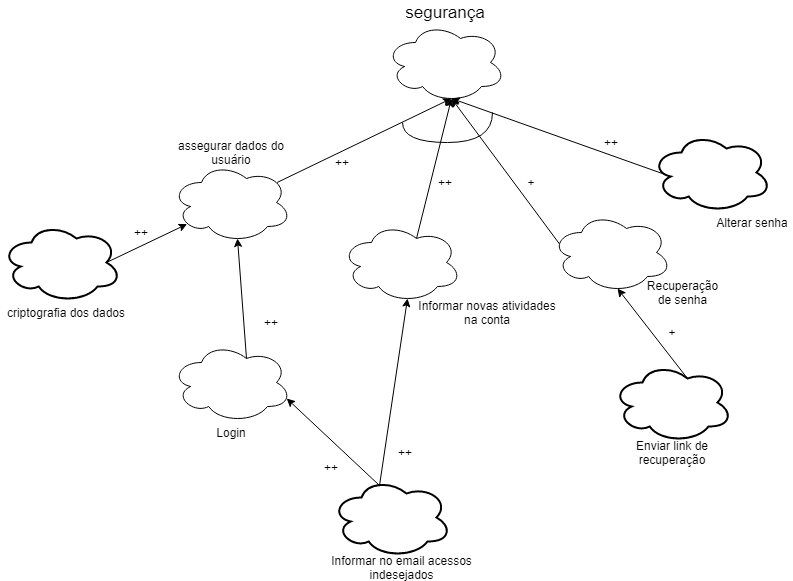 segurança
assegurar dados do
usuário
++
++
+
++
++
Alterar senha
criptografia dos dados
Informar novas atividades
na conta
Recuperação
de senha
++
+
Login
++
++
Enviar link de
recuperação
Informar no email acessos
indesejados